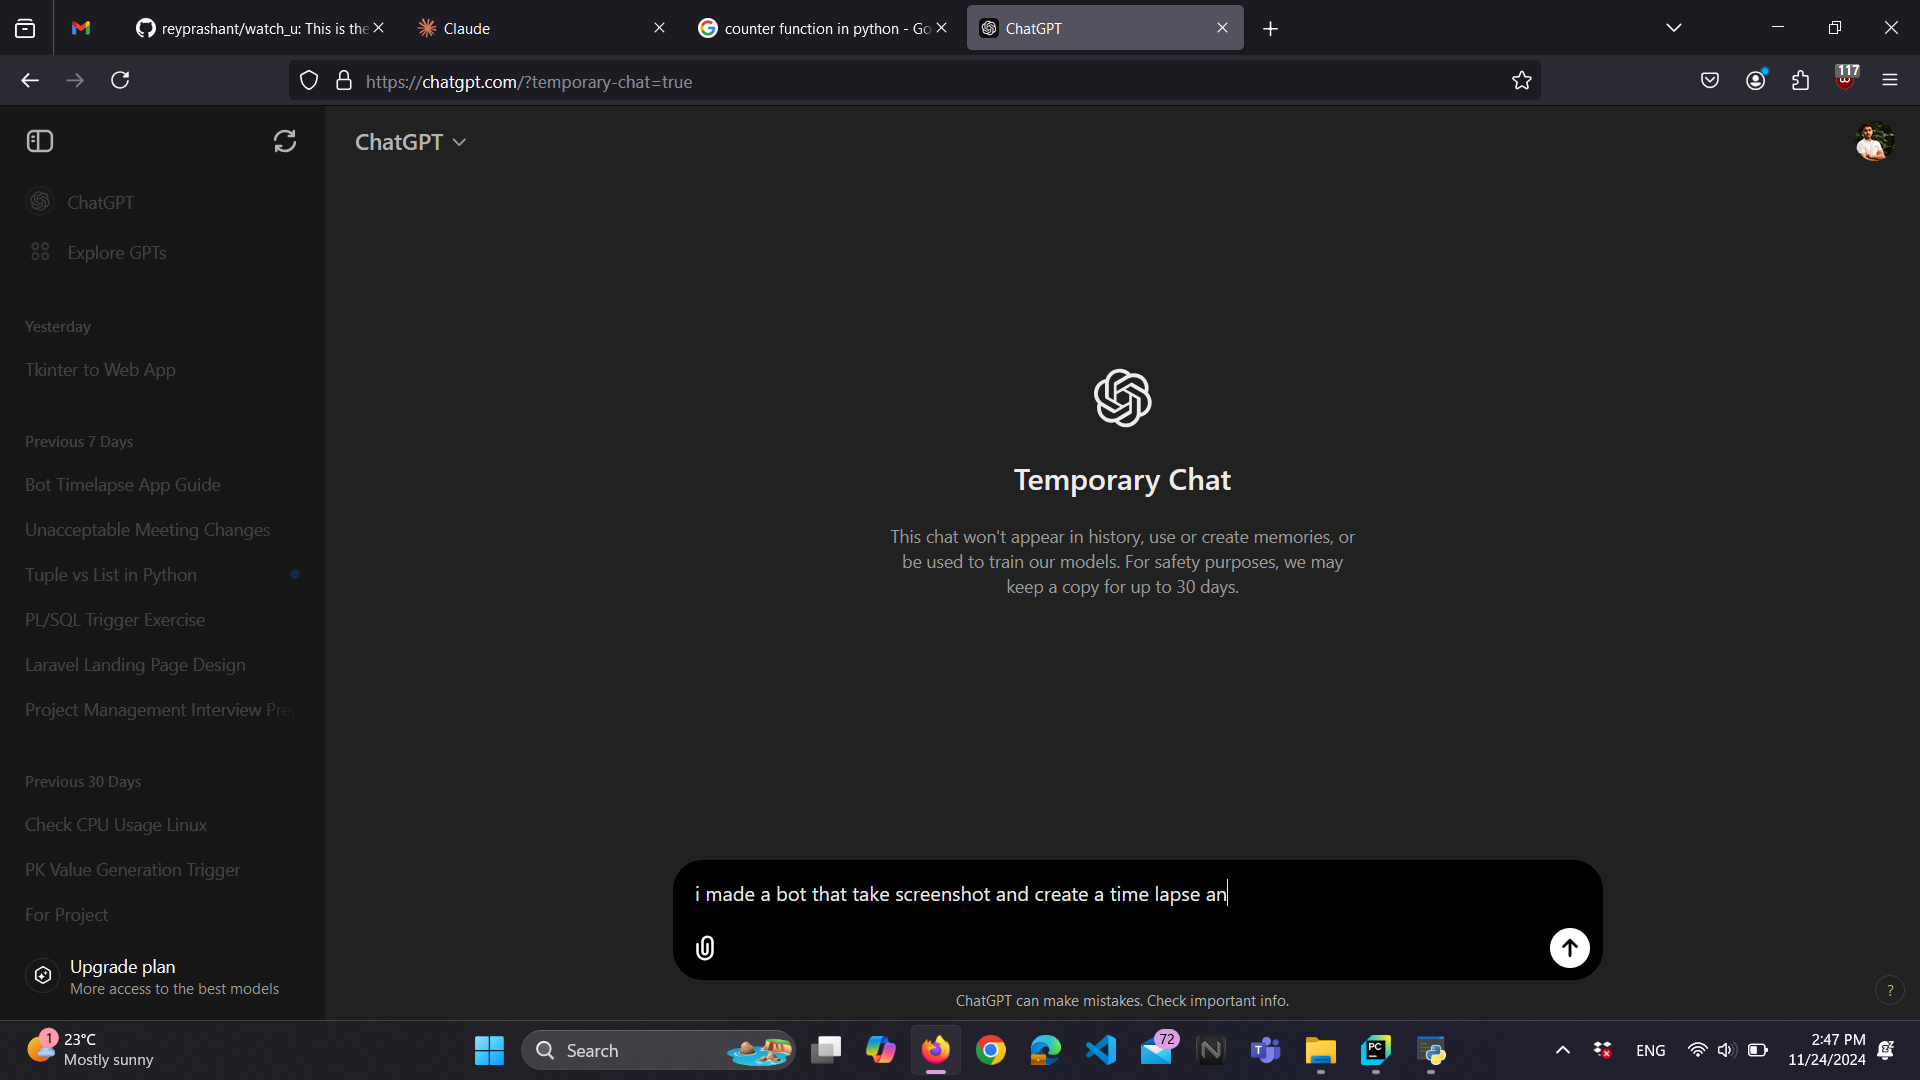 reyprashant/watch_u: This is the
Claude
counter function in python - Go
ChatGPT
https://chatgpt.com/?temporary-chat=true
117
ChatGPT
ChatGPT
Explore GPTs
Yesterday
Tkinter to Web App
Previous 7 Days
Bot Timelapse App Guide
Unacceptable Meeting Changes
Tuple vs List in Python
PL/SQL Trigger Exercise
Laravel Landing Page Design
Project Management Interview Prep
Previous 30 Days
Check CPU Usage Linux
PK Value Generation Trigger
For Project
Upgrade plan
More access to the best models
Temporary Chat
This chat won't appear in history, use or create memories, or
be used to train our models. For safety purposes, we may
keep a copy for up to 30 days.
i made a bot that take screenshot and create a time lapse an
ChatGPT can make mistakes. Check important info.
?
1
23°C
Mostly sunny
Search
72
PC
ENG
2:47 PM
11/24/2024